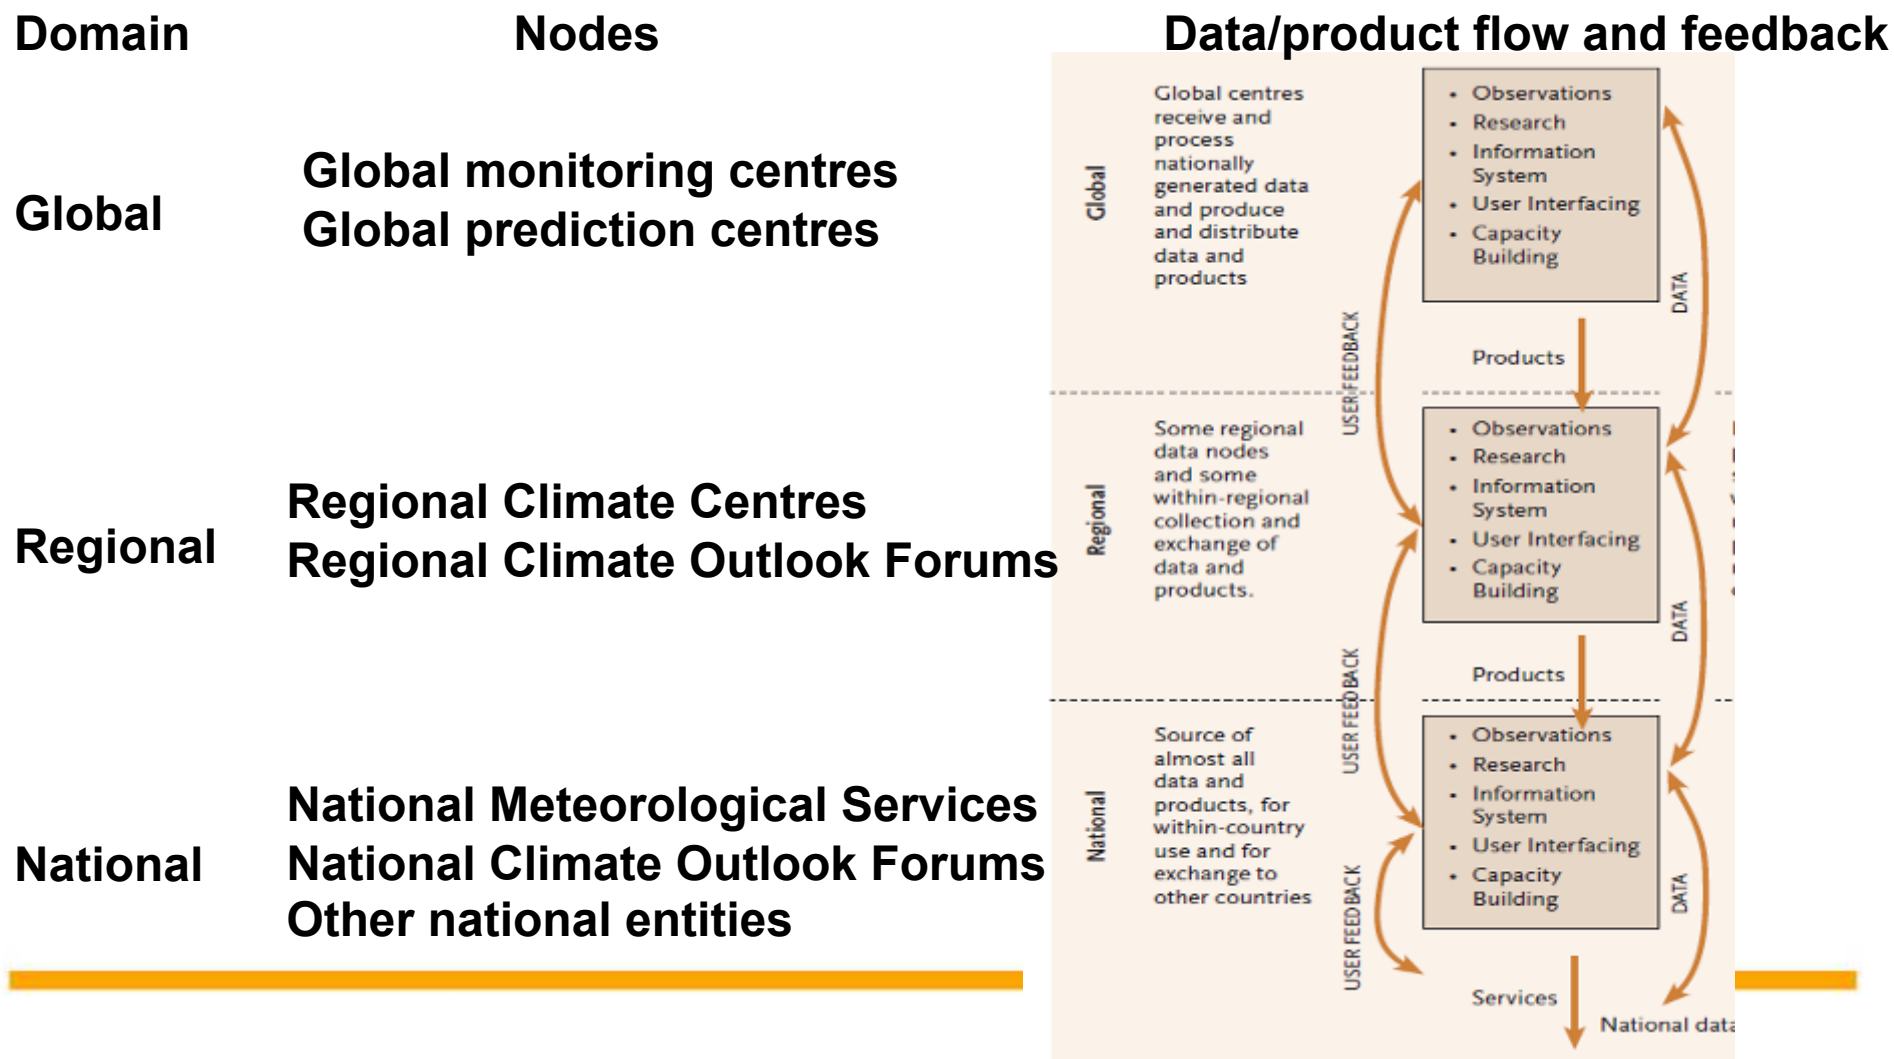 Domain
Nodes
Data/product flow and feedback
Global
Global monitoring centres
Global prediction centres
Global
Global centres
receive and
process
nationally
generated data
and produce
and distribute
data and
products
• Observations
• Research
• Information
System
• User Interfacing
• Capacity
Building
DATA
USER FEEDBACK
Products
Regional
Regional Climate Centres
Regional Climate Outlook Forums
Regional
Some regional
data nodes
and some
within-regional
collection and
exchange of
data and
products.
• Observations
• Research
• Information
System
• User Interfacing
• Capacity
Building
DATA
USER FEEDBACK
Products
National
National Meteorological Services
National Climate Outlook Forums
Other national entities
National
Source of
almost all
data and
products, for
within-country
use and for
exchange to
other countries
• Observations
• Research
• Information
System
• User Interfacing
• Capacity
Building
DATA
USER FEEDBACK
Services
National data